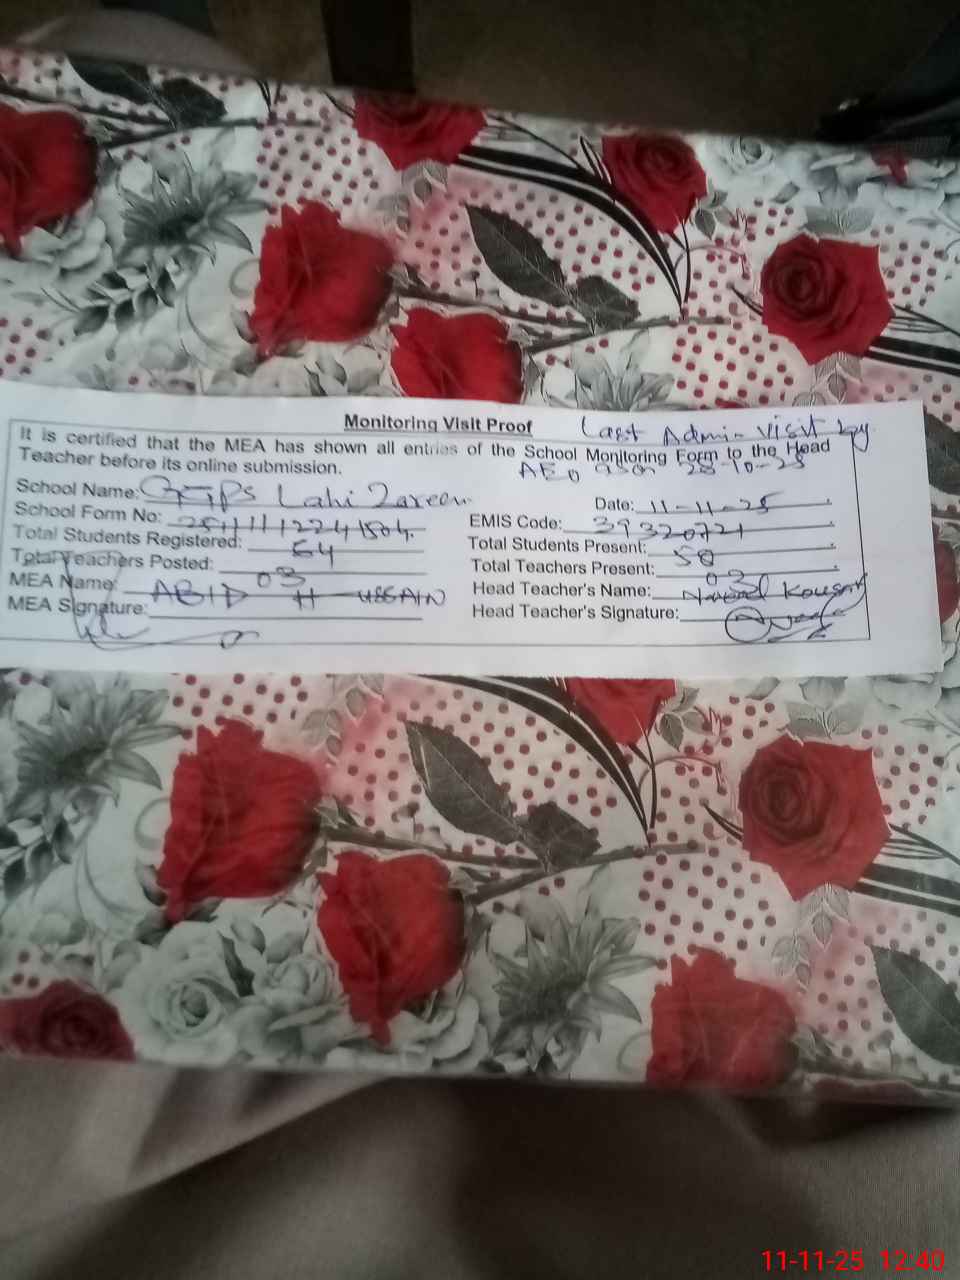 Monitoring Visit Proof
Last Admin Visit by
AEO 28-10-25
It is certified that the MEA has shown all entries of the School Monitoring Form to the Head
Teacher before its online submission.
School Name: GGPS Lahi Zareen
Date: 11-11-25
School Form No:
EMIS Code: 39320721
Total Students Registered: 64
Total Students Present: 50
Total Teachers Posted: 03
Total Teachers Present: 03
MEA Name: ABID HUSSAIN
Head Teacher's Name: Kousar
MEA Signature:
Head Teacher's Signature:
11-11-25 12:40